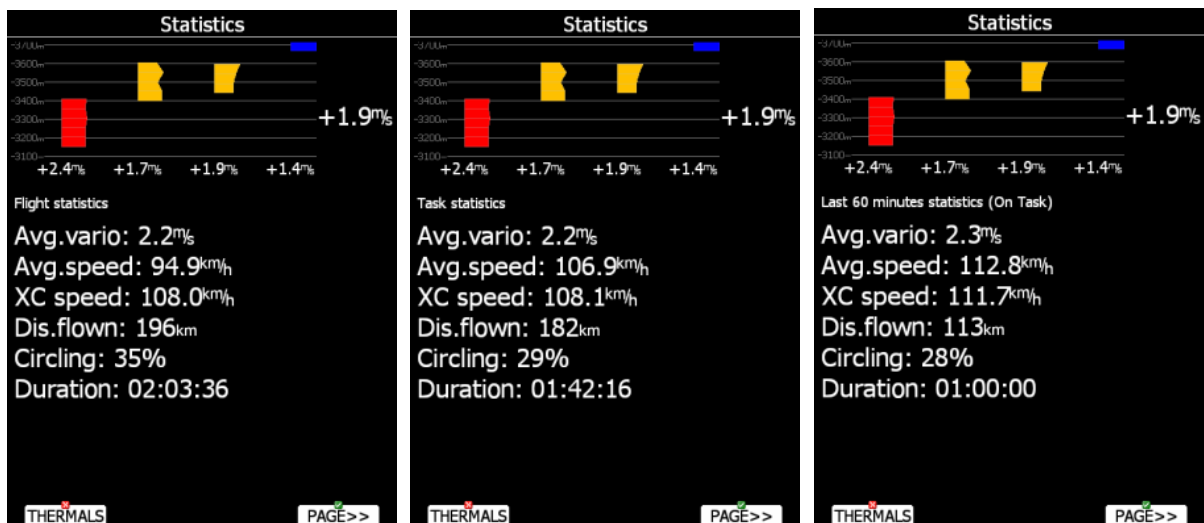 Statistics
-3700m
-3600m
-3500m
-3400m
-3300m
-3200m
-3100m
+1.9m/s
+2.4m/s +1.7m/s +1.9m/s +1.4m/s
Flight statistics
Avg.vario: 2.2m/s
Avg.speed: 94.9km/h
XC speed: 108.0km/h
Dis.flown: 196km
Circling: 35%
Duration: 02:03:36
THERMALS PAGE>>
Statistics
-3700m
-3600m
-3500m
-3400m
-3300m
-3200m
-3100m
+1.9m/s
+2.4m/s +1.7m/s +1.9m/s +1.4m/s
Task statistics
Avg.vario: 2.2m/s
Avg.speed: 106.9km/h
XC speed: 108.1km/h
Dis.flown: 182km
Circling: 29%
Duration: 01:42:16
THERMALS PAGE>>
Statistics
-3700m
-3600m
-3500m
-3400m
-3300m
-3200m
-3100m
+1.9m/s
+2.4m/s +1.7m/s +1.9m/s +1.4m/s
Last 60 minutes statistics (On Task)
Avg.vario: 2.3m/s
Avg.speed: 112.8km/h
XC speed: 111.7km/h
Dis.flown: 113km
Circling: 28%
Duration: 01:00:00
THERMALS PAGE>>